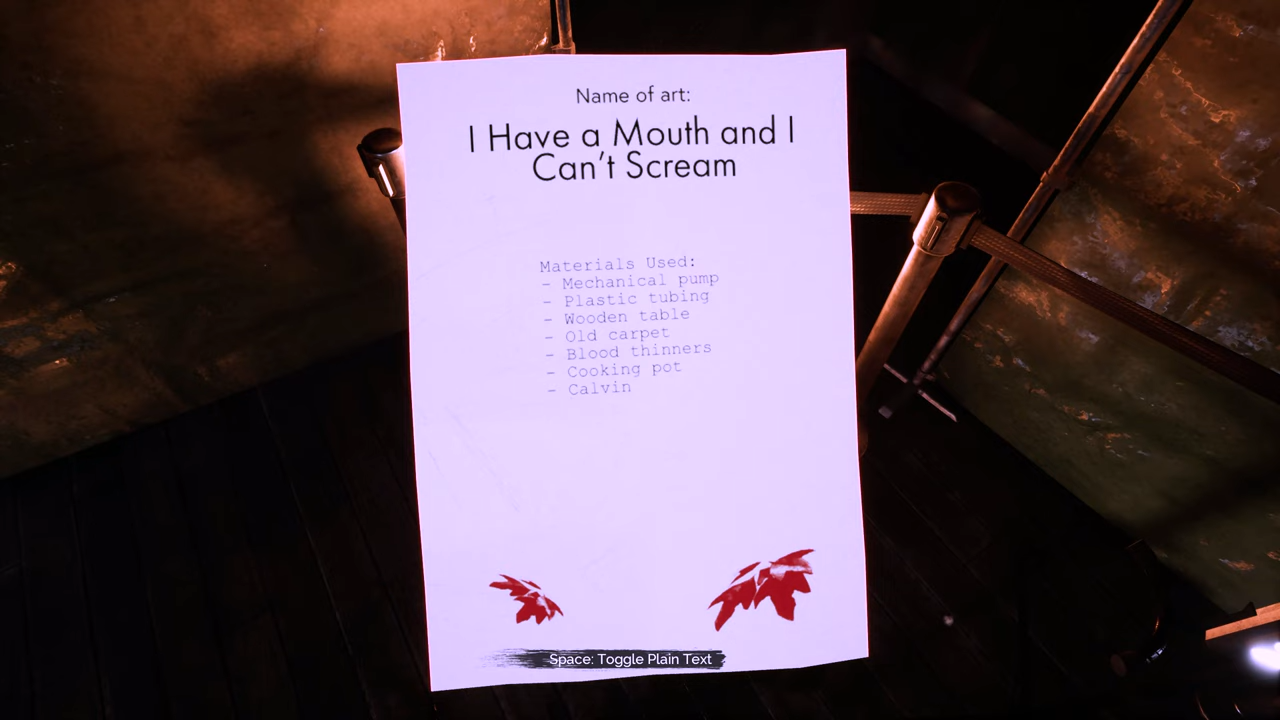 Name of art:
I Have a Mouth and I
Can't Scream
Materials Used:
- Mechanical pump
- Plastic tubing
- Wooden table
- Old carpet
- Blood thinners
- Cooking pot
- Calvin
Space: Toggle Plain Text